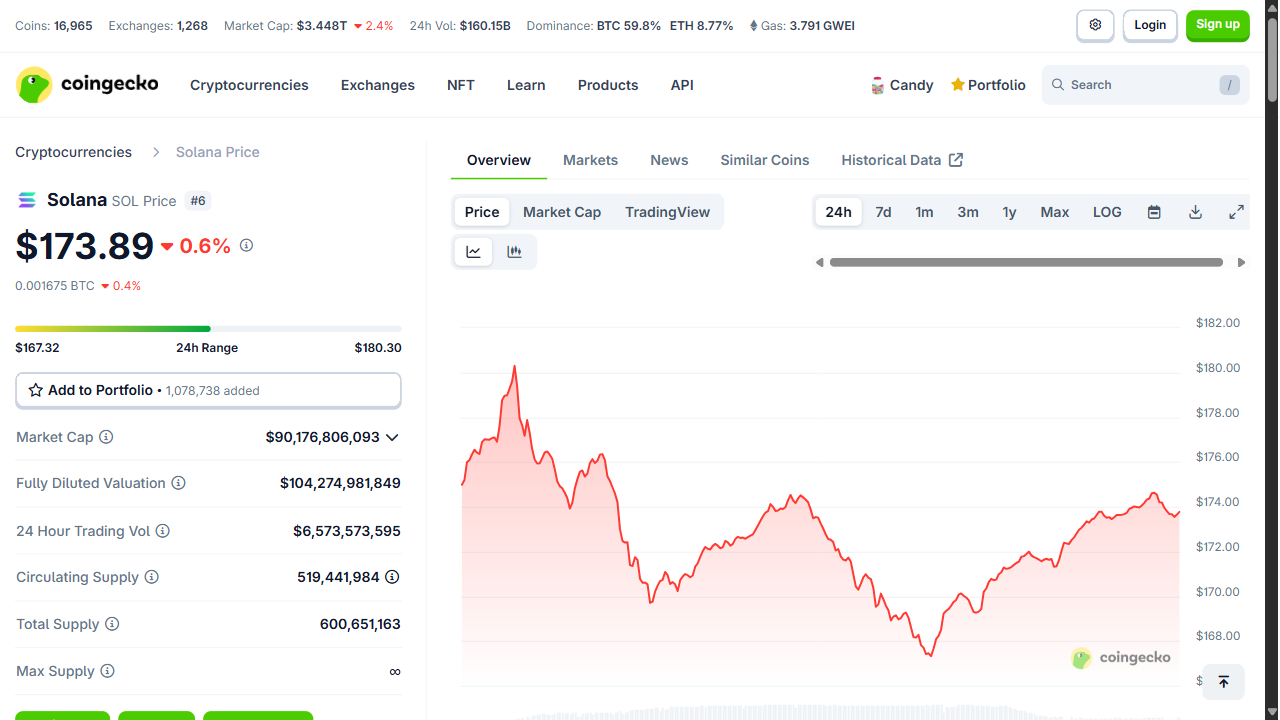 Coins: 16,965 Exchanges: 1,268 Market Cap: $3.448T 2.4% 24h Vol: $160.15B Dominance: BTC 59.8% ETH 8.77% Gas: 3.791 GWEI
Login
Sign up
coingecko
Cryptocurrencies
Exchanges
NFT
Learn
Products
API
Candy
Portfolio
Search
/
Cryptocurrencies
Solana Price
Solana SOL Price #6
$173.89 0.6%
0.001675 BTC 0.4%
$167.32 24h Range $180.30
Add to Portfolio • 1,078,738 added
Market Cap $90,176,806,093
Fully Diluted Valuation $104,274,981,849
24 Hour Trading Vol $6,573,573,595
Circulating Supply 519,441,984
Total Supply 600,651,163
Max Supply ∞
Overview
Markets
News
Similar Coins
Historical Data
Price
Market Cap
TradingView
24h
7d
1m
3m
1y
Max
LOG
$182.00
$180.00
$178.00
$176.00
$174.00
$172.00
$170.00
$168.00
coingecko